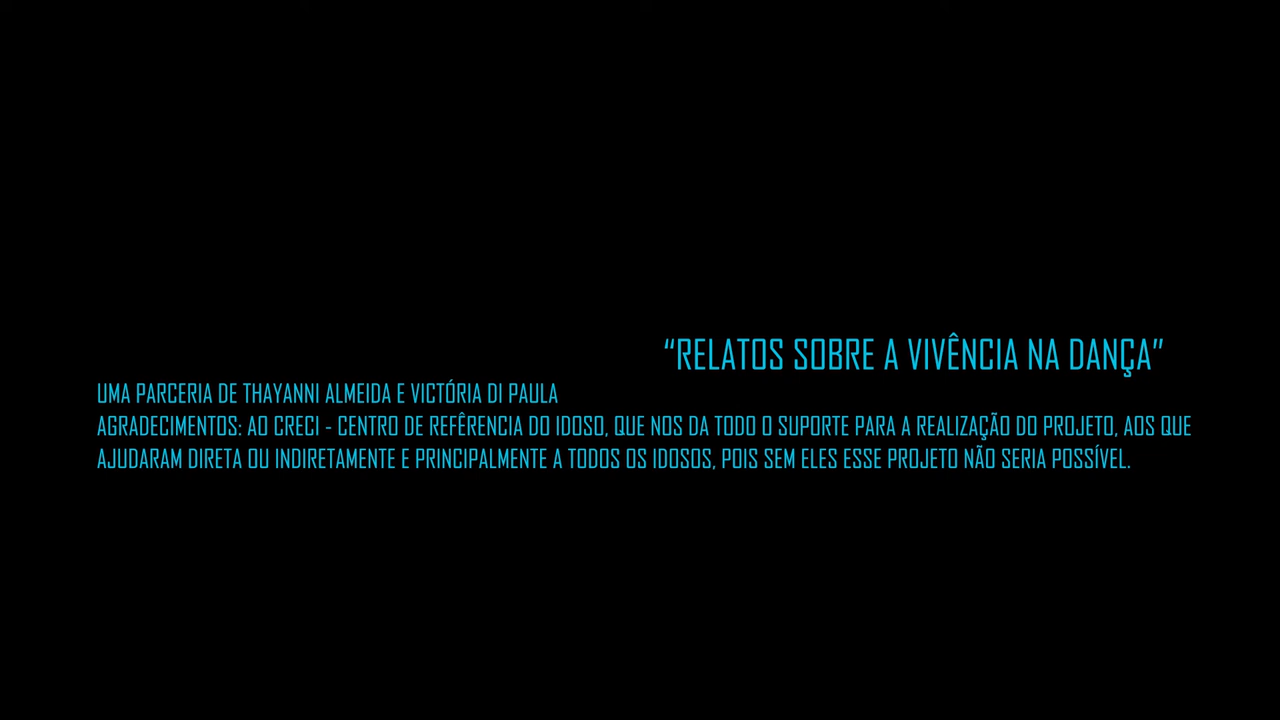 “RELATOS SOBRE A VIVÊNCIA NA DANÇA”
UMA PARCERIA DE THAYANNI ALMEIDA E VICTÓRIA DI PAULA
AGRADECIMENTOS: AO CRECI - CENTRO DE REFÊRENCIA DO IDOSO, QUE NOS DA TODO O SUPORTE PARA A REALIZAÇÃO DO PROJETO, AOS QUE
AJUDARAM DIRETA OU INDIRETAMENTE E PRINCIPALMENTE A TODOS OS IDOSOS, POIS SEM ELES ESSE PROJETO NÃO SERIA POSSÍVEL.